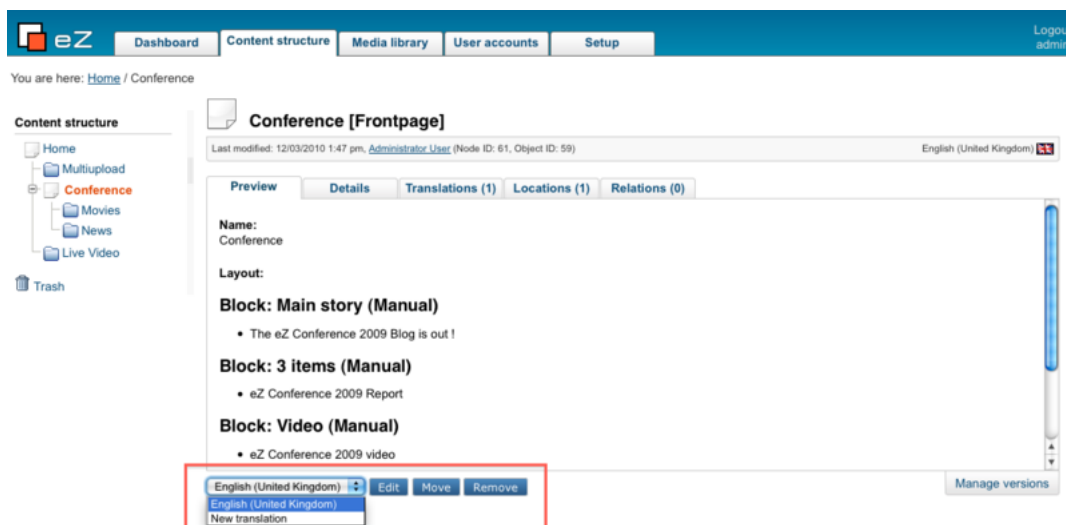 eZ
Dashboard
Content structure
Media library
User accounts
Setup
You are here: Home / Conference
Content structure
Home
Multiupload
Conference
Movies
News
Live Video
Trash
Conference [Frontpage]
Last modified: 12/03/2010 1:47 pm, Administrator User (Node ID: 61, Object ID: 59)
English (United Kingdom)
Preview
Details
Translations (1)
Locations (1)
Relations (0)
Name:
Conference
Layout:
Block: Main story (Manual)
• The eZ Conference 2009 Blog is out !
Block: 3 items (Manual)
• eZ Conference 2009 Report
Block: Video (Manual)
• eZ Conference 2009 video
English (United Kingdom)
Edit
Move
Remove
Manage versions
English (United Kingdom)
New translation